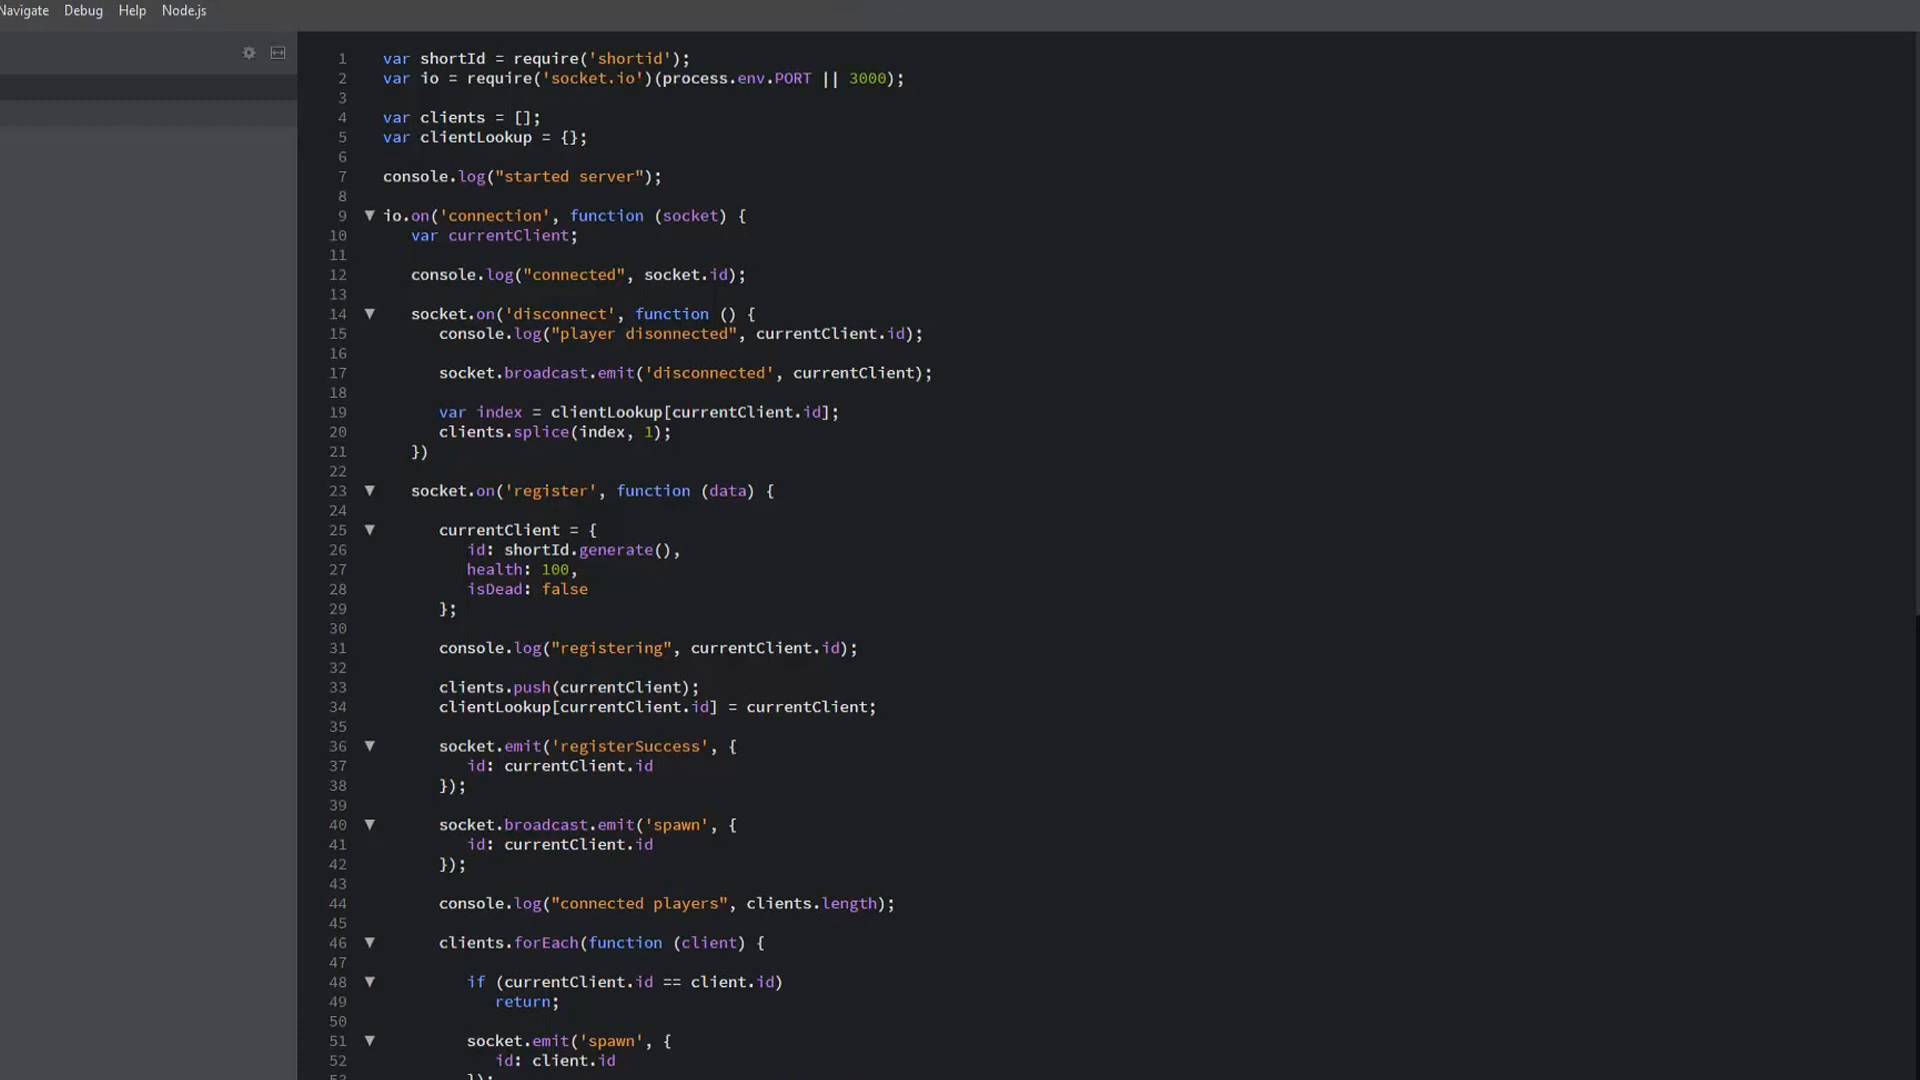 Navigate Debug Help Node.js
1 var shortId = require('shortid');
2 var io = require('socket.io')(process.env.PORT || 3000);
3
4 var clients = [];
5 var clientLookup = {};
6
7 console.log("started server");
8
9 ▼ io.on('connection', function (socket) {
10 var currentClient;
11
12 console.log("connected", socket.id);
13
14 ▼ socket.on('disconnect', function () {
15 console.log("player disonnected", currentClient.id);
16
17 socket.broadcast.emit('disconnected', currentClient);
18
19 var index = clientLookup[currentClient.id];
20 clients.splice(index, 1);
21 })
22
23 ▼ socket.on('register', function (data) {
24
25 ▼ currentClient = {
26 id: shortId.generate(),
27 health: 100,
28 isDead: false
29 };
30
31 console.log("registering", currentClient.id);
32
33 clients.push(currentClient);
34 clientLookup[currentClient.id] = currentClient;
35
36 ▼ socket.emit('registerSuccess', {
37 id: currentClient.id
38 });
39
40 ▼ socket.broadcast.emit('spawn', {
41 id: currentClient.id
42 });
43
44 console.log("connected players", clients.length);
45
46 ▼ clients.forEach(function (client) {
47
48 ▼ if (currentClient.id == client.id)
49 return;
50
51 ▼ socket.emit('spawn', {
52 id: client.id
53 });